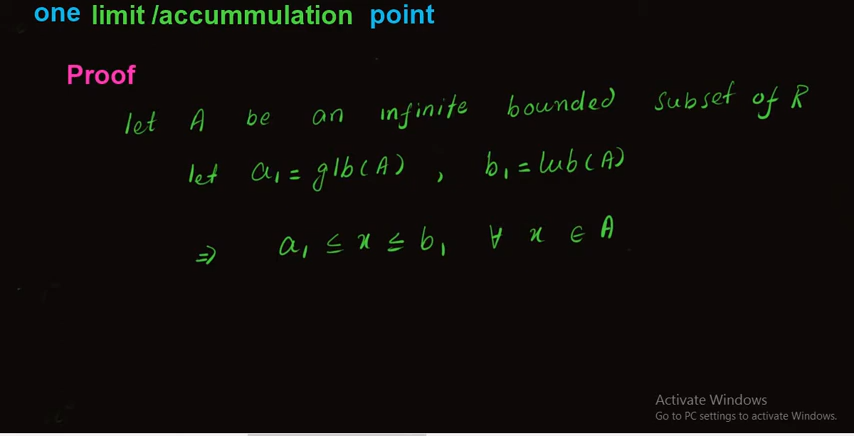 one limit/accummulation point
Proof
let A be an infinite bounded subset of R
let a₁ = glb(A) , b₁ = lub(A)
⇒ a₁ ≤ x ≤ b₁ ∀ x ∈ A
Activate Windows
Go to PC settings to activate Windows.